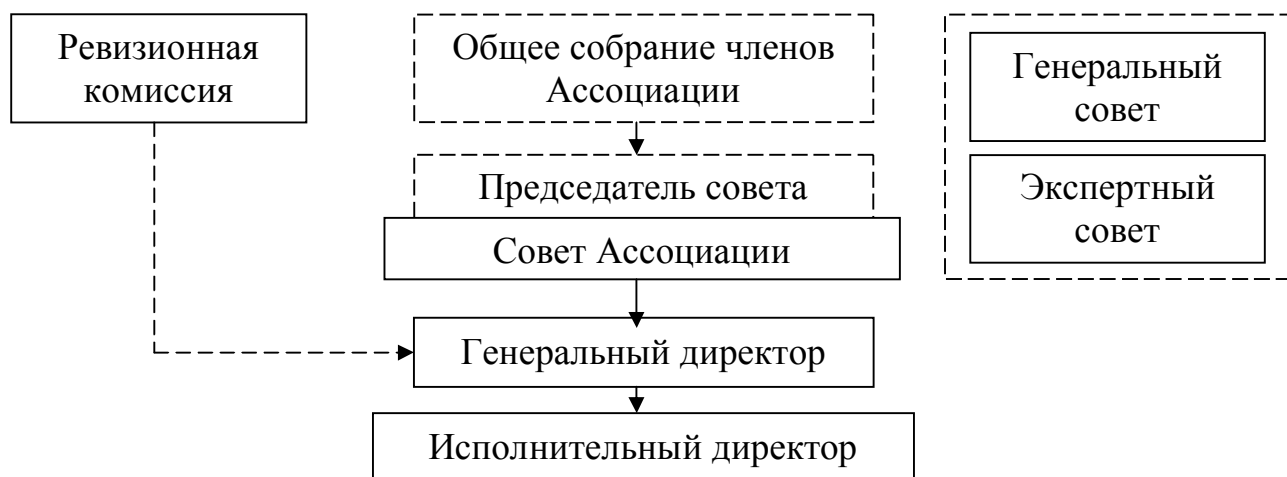 Ревизионная
комиссия
Общее собрание членов
Ассоциации
Генеральный
совет
Председатель совета
Экспертный
совет
Совет Ассоциации
Генеральный директор
Исполнительный директор